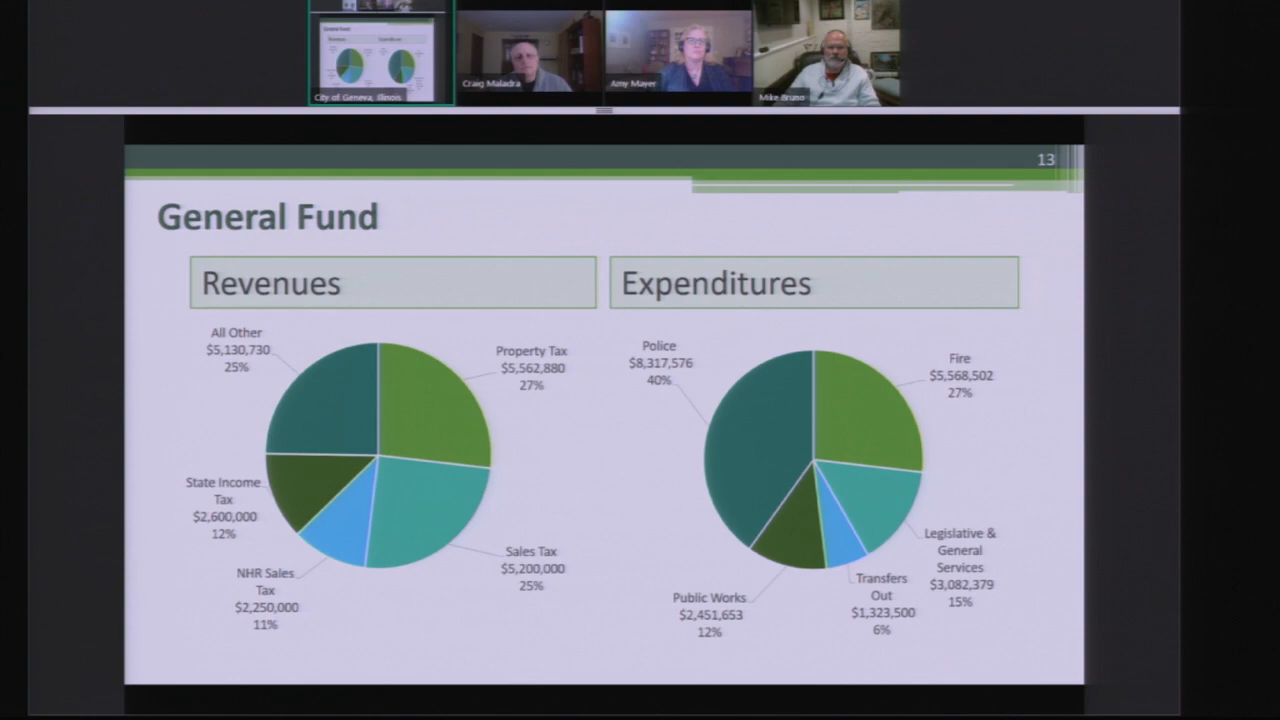 City of Geneva, Illinois
Craig Maladra
Amy Mayer
Mike Bruno
13
General Fund
Revenues
Expenditures
All Other
$5,130,730
25%
Property Tax
$5,562,880
27%
State Income
Tax
$2,600,000
12%
NHR Sales
Tax
$2,250,000
11%
Sales Tax
$5,200,000
25%
Police
$8,317,576
40%
Fire
$5,568,502
27%
Legislative &
General
Services
$3,082,379
15%
Transfers
Out
$1,323,500
6%
Public Works
$2,451,653
12%